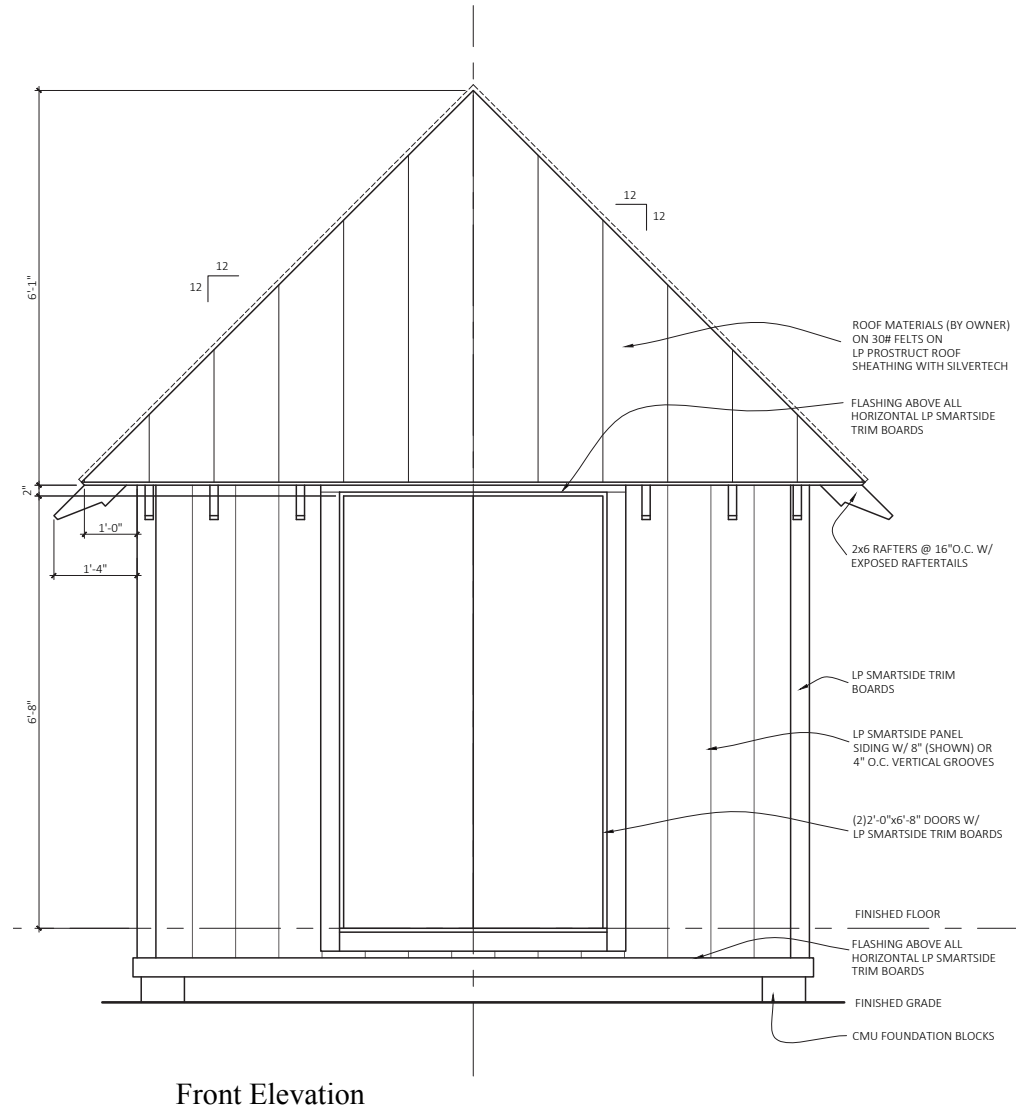 12
12
12
12
6'-1"
ROOF MATERIALS (BY OWNER)
ON 30# FELTS ON
LP PROSTRUCT ROOF
SHEATHING WITH SILVERTECH
FLASHING ABOVE ALL
HORIZONTAL LP SMARTSIDE
TRIM BOARDS
2"
1'-0"
1'-4"
2x6 RAFTERS @ 16"O.C. W/
EXPOSED RAFTERTAILS
6'-8"
LP SMARTSIDE TRIM
BOARDS
LP SMARTSIDE PANEL
SIDING W/ 8" (SHOWN) OR
4" O.C. VERTICAL GROOVES
(2)2'-0"x6'-8" DOORS W/
LP SMARTSIDE TRIM BOARDS
FINISHED FLOOR
FLASHING ABOVE ALL
HORIZONTAL LP SMARTSIDE
TRIM BOARDS
FINISHED GRADE
CMU FOUNDATION BLOCKS
Front Elevation